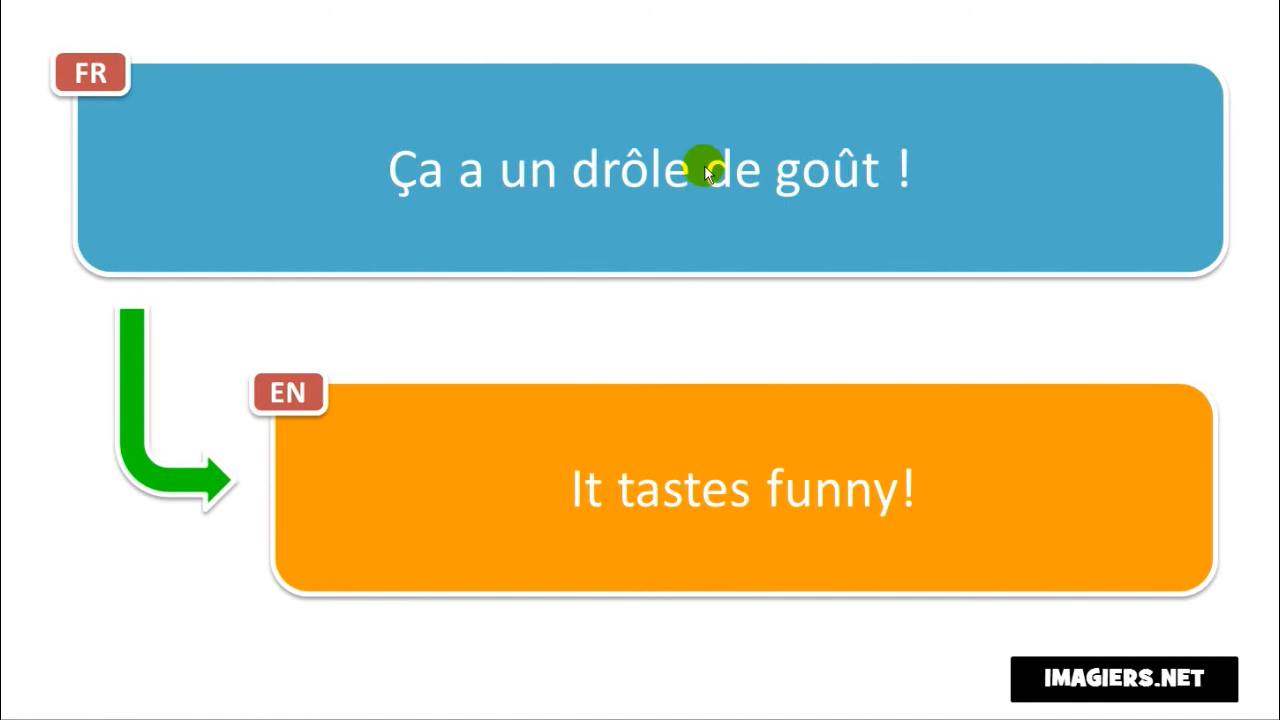 FR
Ça a un drôle de goût !
EN
It tastes funny!
IMAGIERS.NET